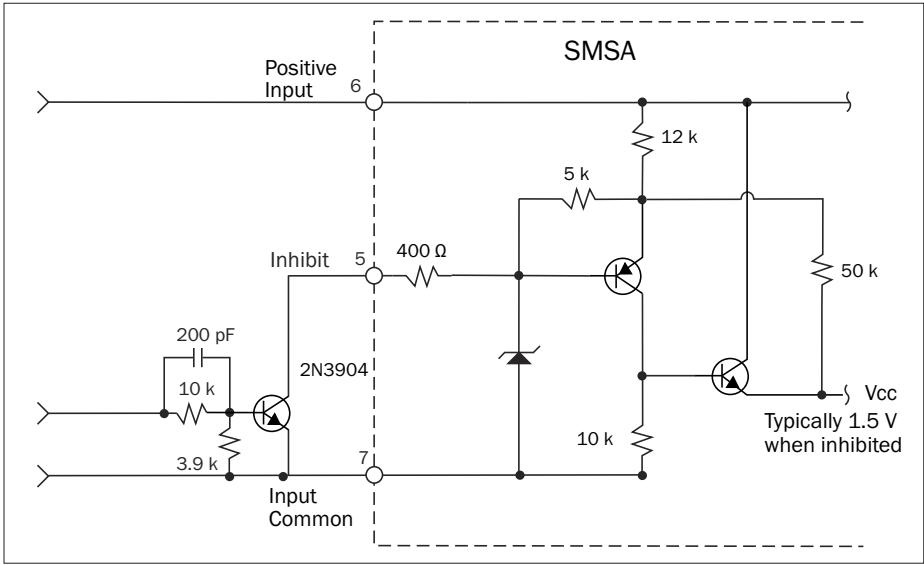 SMSA
Positive
Input
6
12 k
5 k
Inhibit
5
400 Ω
50 k
200 pF
10 k
2N3904
3.9 k
7
Input
Common
10 k
Vcc
Typically 1.5 V
when inhibited